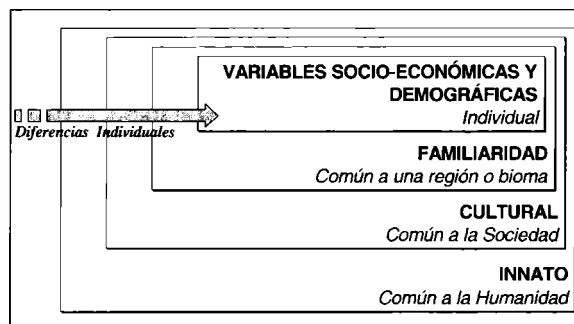 VARIABLES SOCIO-ECONÓMICAS Y
DEMOGRÁFICAS
Individual
Diferencias Individuales
FAMILIARIDAD
Común a una región o bioma
CULTURAL
Común a la Sociedad
INNATO
Común a la Humanidad